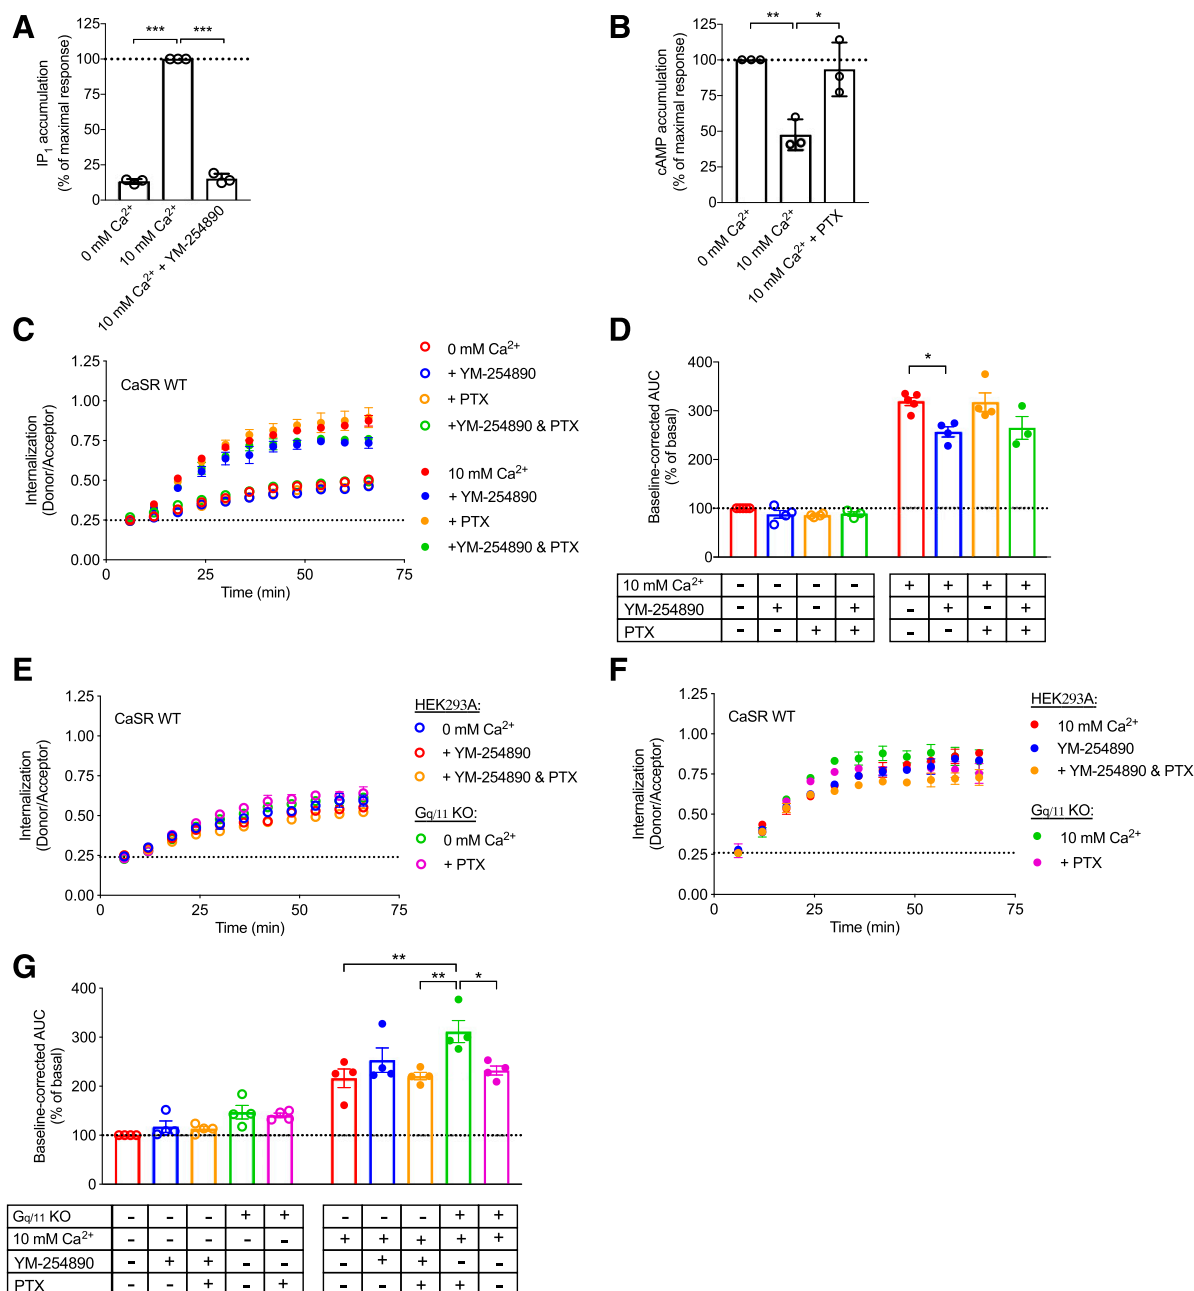 A
IP1 accumulation
(% of maximal response)
125
100
75
50
25
0
*** ***
0 mM Ca2+
10 mM Ca2+
10 mM Ca2+ + YM-254890
B
cAMP accumulation
(% of maximal response)
125
100
75
50
25
0
** *
0 mM Ca2+
10 mM Ca2+
10 mM Ca2+ + PTX
C
CaSR WT
Internalization
(Donor/Acceptor)
1.25
1.00
0.75
0.50
0.25
0.00
0 25 50 75
Time (min)
0 mM Ca2+
+ YM-254890
+ PTX
+YM-254890 & PTX
10 mM Ca2+
+ YM-254890
+ PTX
+YM-254890 & PTX
D
Baseline-corrected AUC
(% of basal)
400
300
200
100
0
*
10 mM Ca2+ - - - - + + + +
YM-254890 - + - + - + - +
PTX - - + + - - + +
E
CaSR WT
Internalization
(Donor/Acceptor)
1.25
1.00
0.75
0.50
0.25
0.00
0 25 50 75
Time (min)
HEK293A:
0 mM Ca2+
+ YM-254890
+ YM-254890 & PTX
Gq/11 KO:
0 mM Ca2+
+ PTX
F
CaSR WT
Internalization
(Donor/Acceptor)
1.25
1.00
0.75
0.50
0.25
0.00
0 25 50 75
Time (min)
HEK293A:
10 mM Ca2+
YM-254890
+ YM-254890 & PTX
Gq/11 KO:
10 mM Ca2+
+ PTX
G
Baseline-corrected AUC
(% of basal)
400
300
200
100
0
**
** *
Gq/11 KO - - - + + - - - + +
10 mM Ca2+ - - - - - + + + + +
YM-254890 - + + - - - + + - -
PTX - - + - + - - + + -